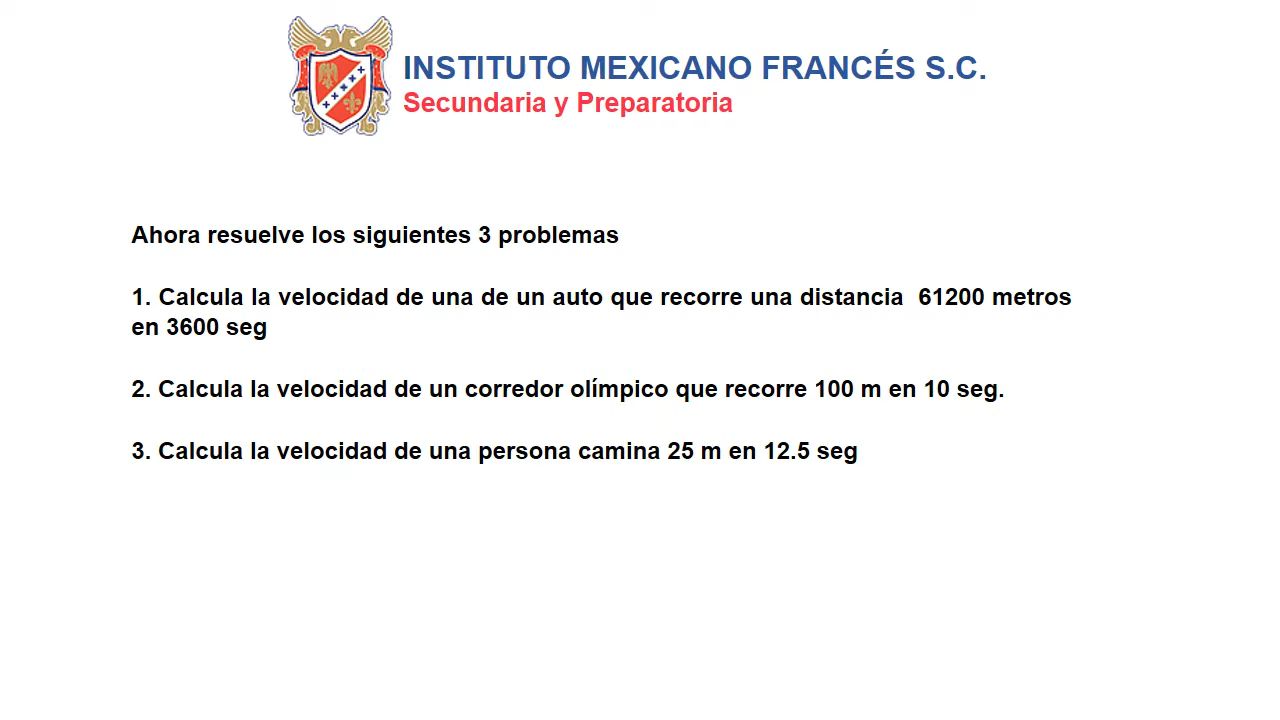 INSTITUTO MEXICANO FRANCÉS S.C.
Secundaria y Preparatoria
Ahora resuelve los siguientes 3 problemas
1. Calcula la velocidad de una de un auto que recorre una distancia  61200 metros
en 3600 seg
2. Calcula la velocidad de un corredor olímpico que recorre 100 m en 10 seg.
3. Calcula la velocidad de una persona camina 25 m en 12.5 seg